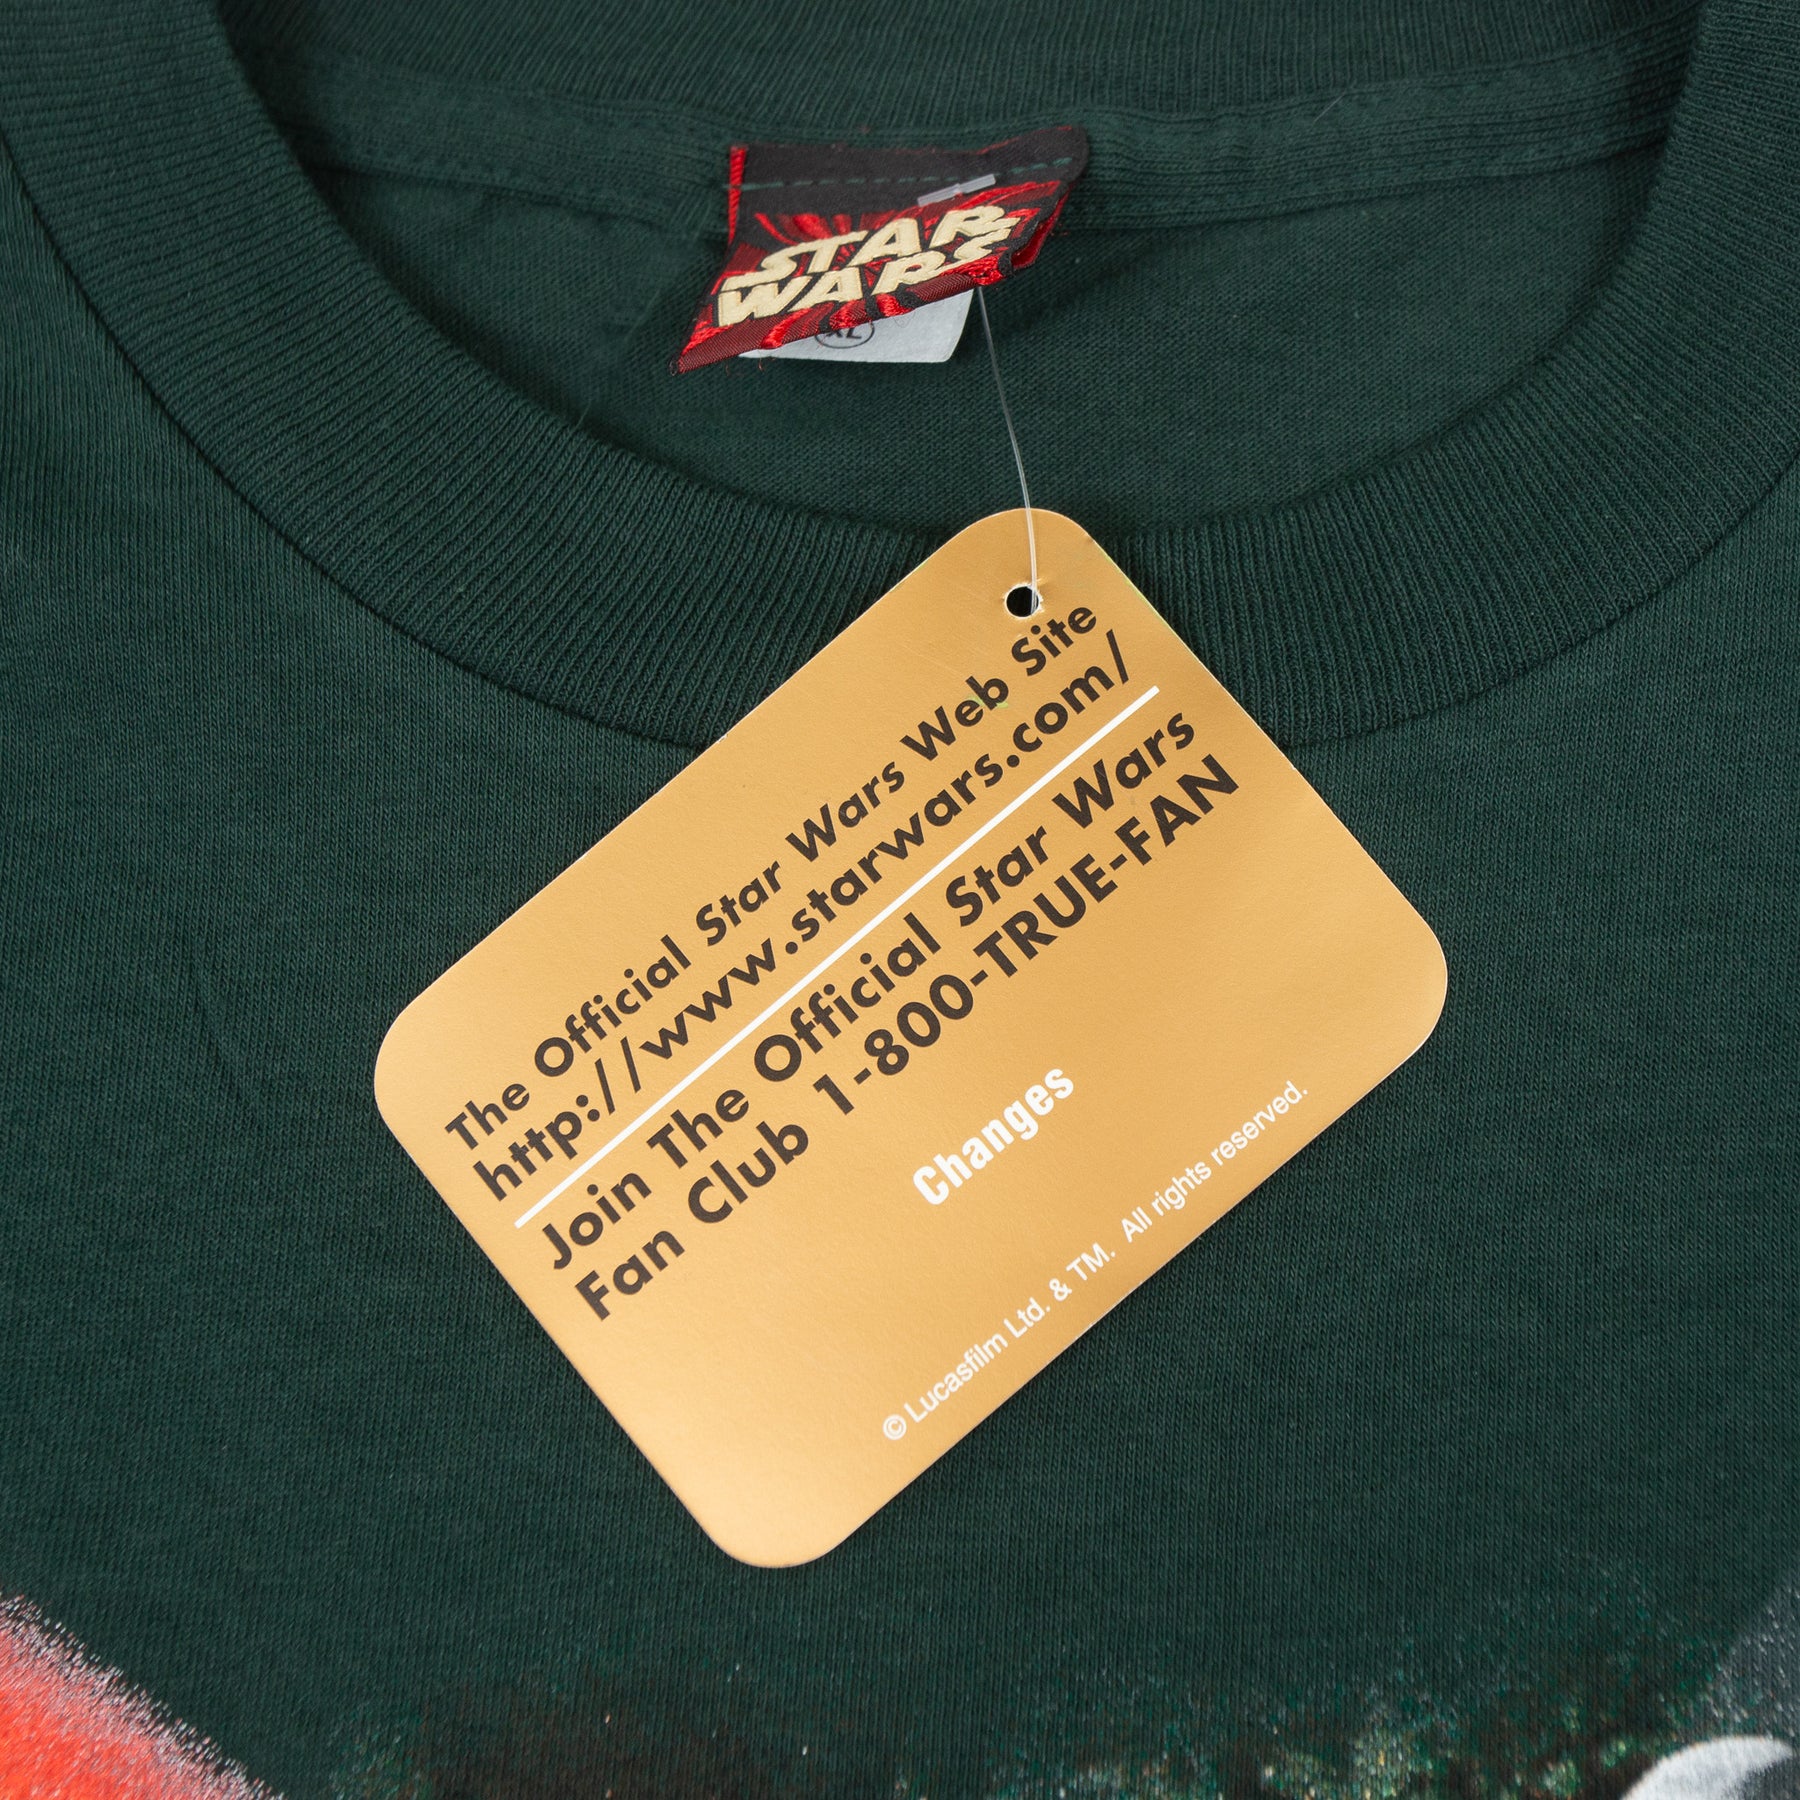 STAR
WARS
XL
The Official Star Wars Web Site
http://www.starwars.com/
Join The Official Star Wars
Fan Club 1-800-TRUE-FAN
Changes
© Lucasfilm Ltd. & TM. All rights reserved.